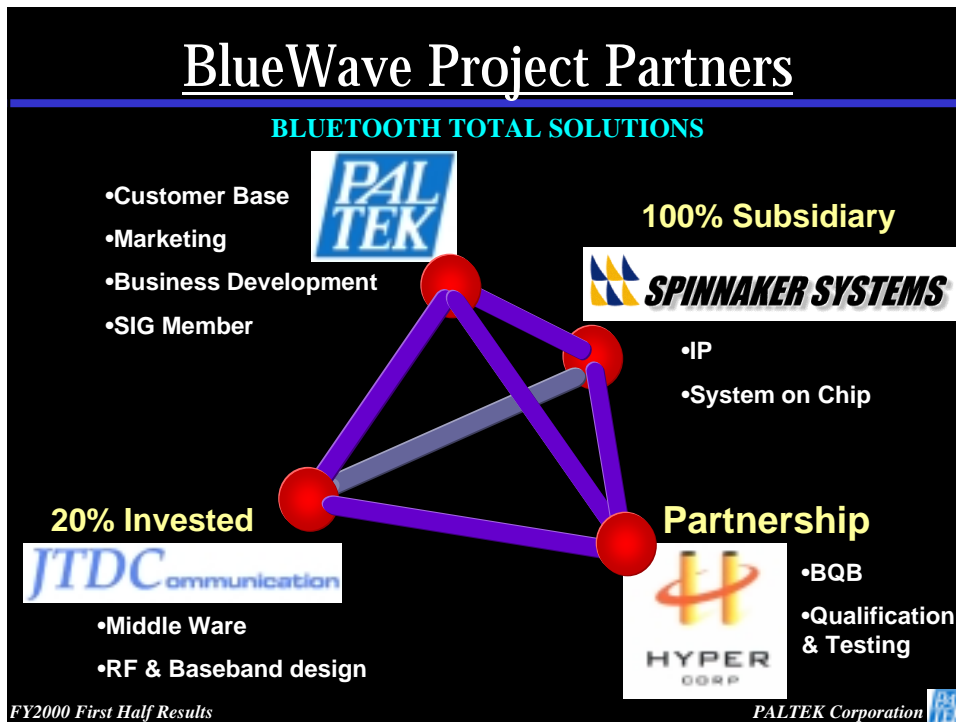 BlueWave Project Partners
BLUETOOTH TOTAL SOLUTIONS
PAL
TEK
•Customer Base
•Marketing
•Business Development
•SIG Member
100% Subsidiary
SPINNAKER SYSTEMS
•IP
•System on Chip
20% Invested
JTDCommunication
•Middle Ware
•RF & Baseband design
Partnership
HYPER
CORP
•BQB
•Qualification
& Testing
FY2000 First Half Results
PALTEK Corporation
PAL
TEK